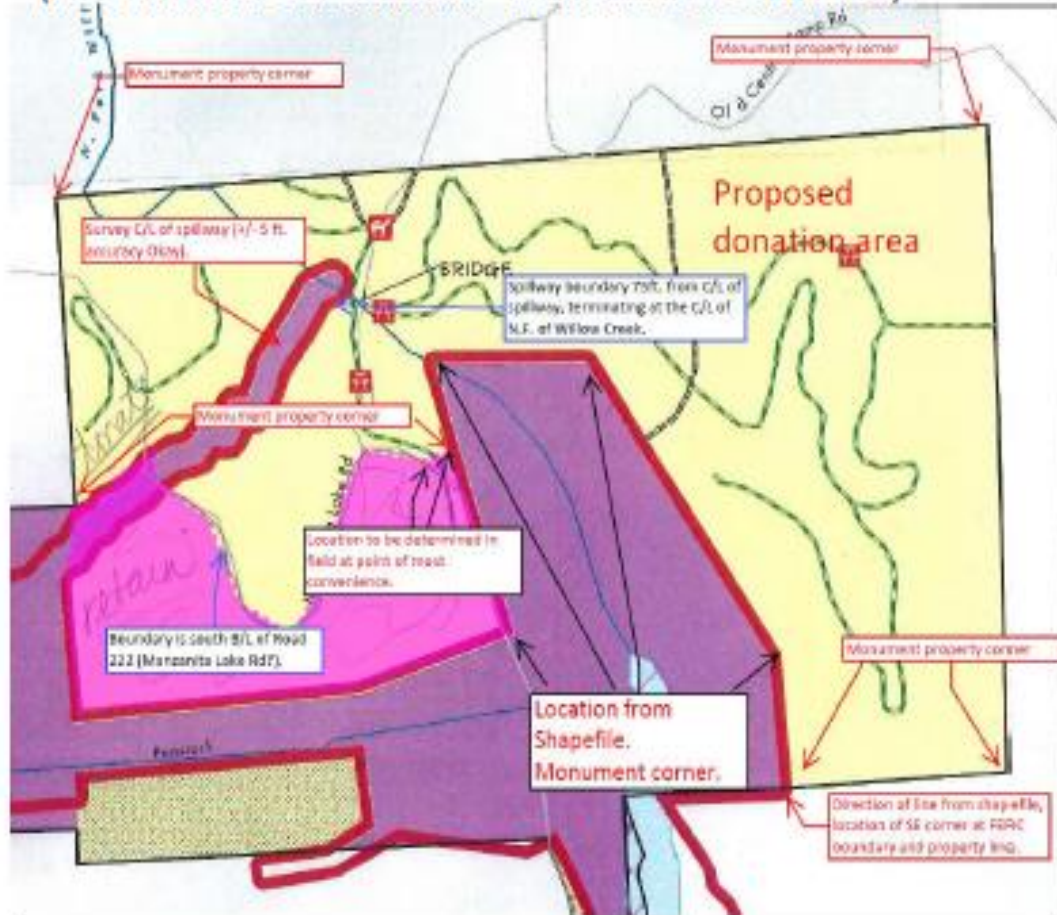 Monument property corner
Monument property corner
Proposed
donation area
Survey C/L of spillway (+/- 5 ft.
accuracy Okay).
BRIDGE
Spillway boundary 75ft. from C/L of
spillway, terminating at the C/L of
N.F. of Willow Creek.
Monument property corner
Lake Rd
Location to be determined in
field at point of most
convenience.
retain
Boundary is south B/L of Road
222 (Manzanita Lake Rd?).
Monument property corner
Location from
Shapefile.
Monument corner.
Penstock
Direction of line from shapefile,
location of SE corner at FERC
boundary and property line.